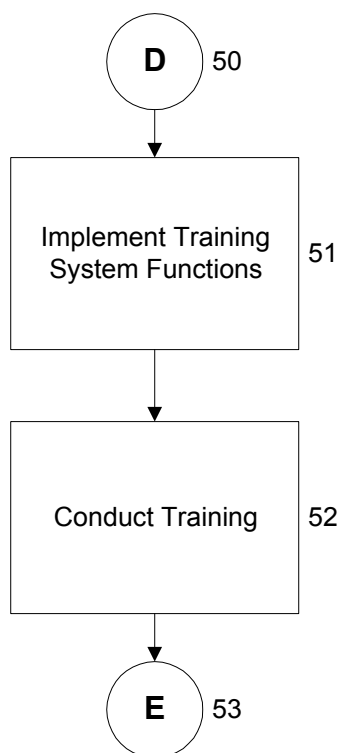 D
50
Implement Training
System Functions
51
Conduct Training
52
E
53